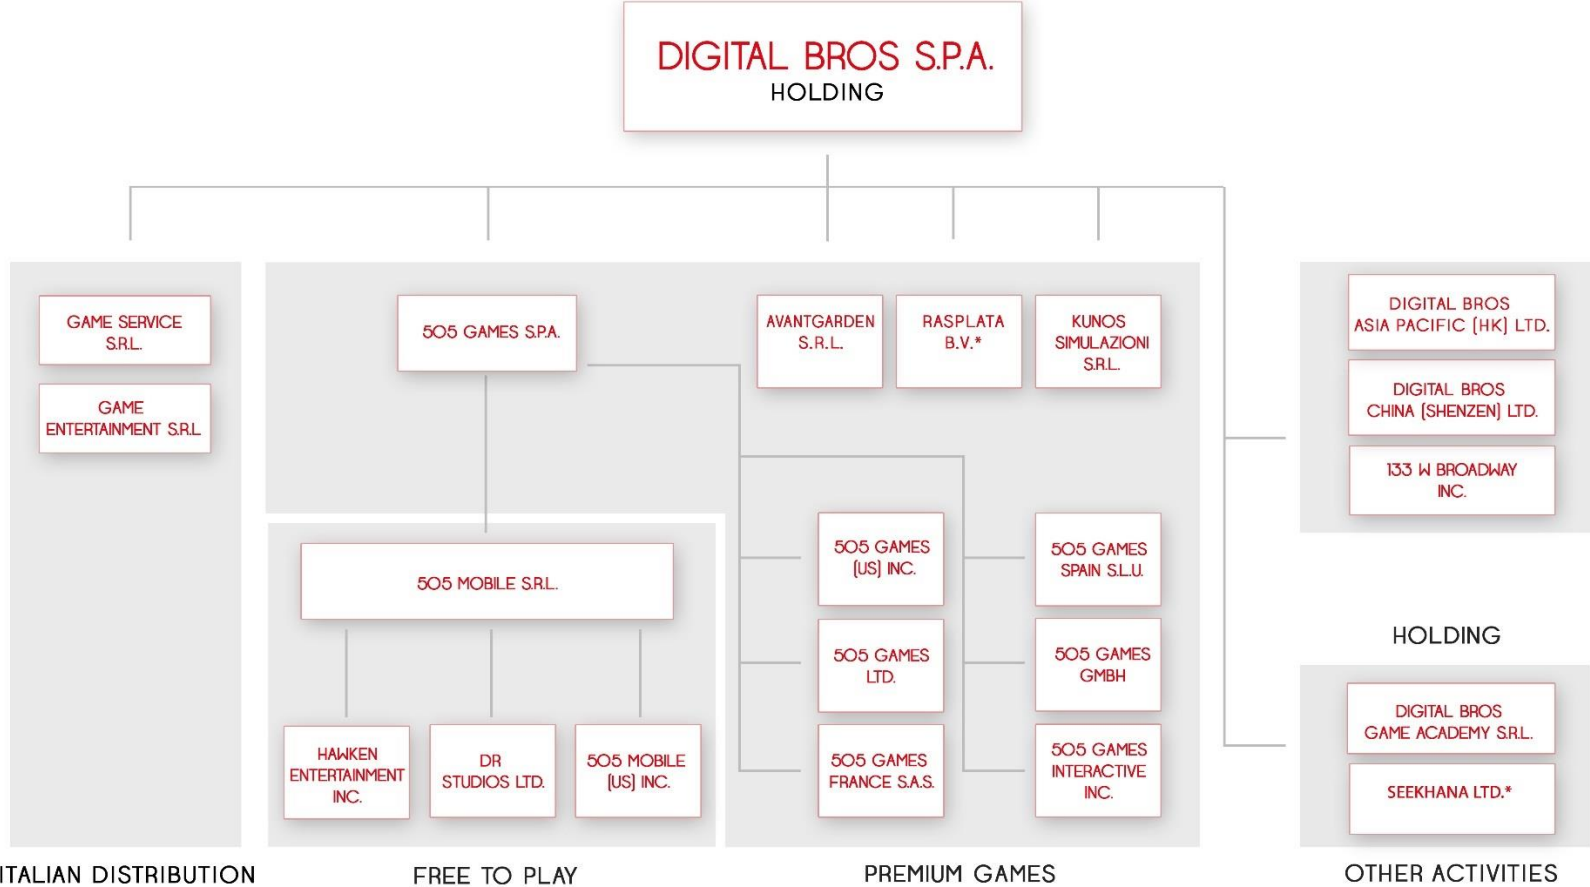 DIGITAL BROS S.P.A.
HOLDING
GAME SERVICE
S.R.L.
GAME
ENTERTAINMENT S.R.L
505 GAMES S.P.A.
AVANTGARDEN
S.R.L.
RASPLATA
B.V.*
KUNOS
SIMULAZIONI
S.R.L.
DIGITAL BROS
ASIA PACIFIC (HK) LTD.
DIGITAL BROS
CHINA (SHENZEN) LTD.
133 W BROADWAY
INC.
HOLDING
505 MOBILE S.R.L.
HAWKEN
ENTERTAINMENT
INC.
DR
STUDIOS LTD.
505 MOBILE
(US) INC.
505 GAMES
(US) INC.
505 GAMES
SPAIN S.L.U.
505 GAMES
LTD.
505 GAMES
GMBH
505 GAMES
FRANCE S.A.S.
505 GAMES
INTERACTIVE
INC.
DIGITAL BROS
GAME ACADEMY S.R.L.
SEEKHANA LTD.*
ITALIAN DISTRIBUTION
FREE TO PLAY
PREMIUM GAMES
OTHER ACTIVITIES